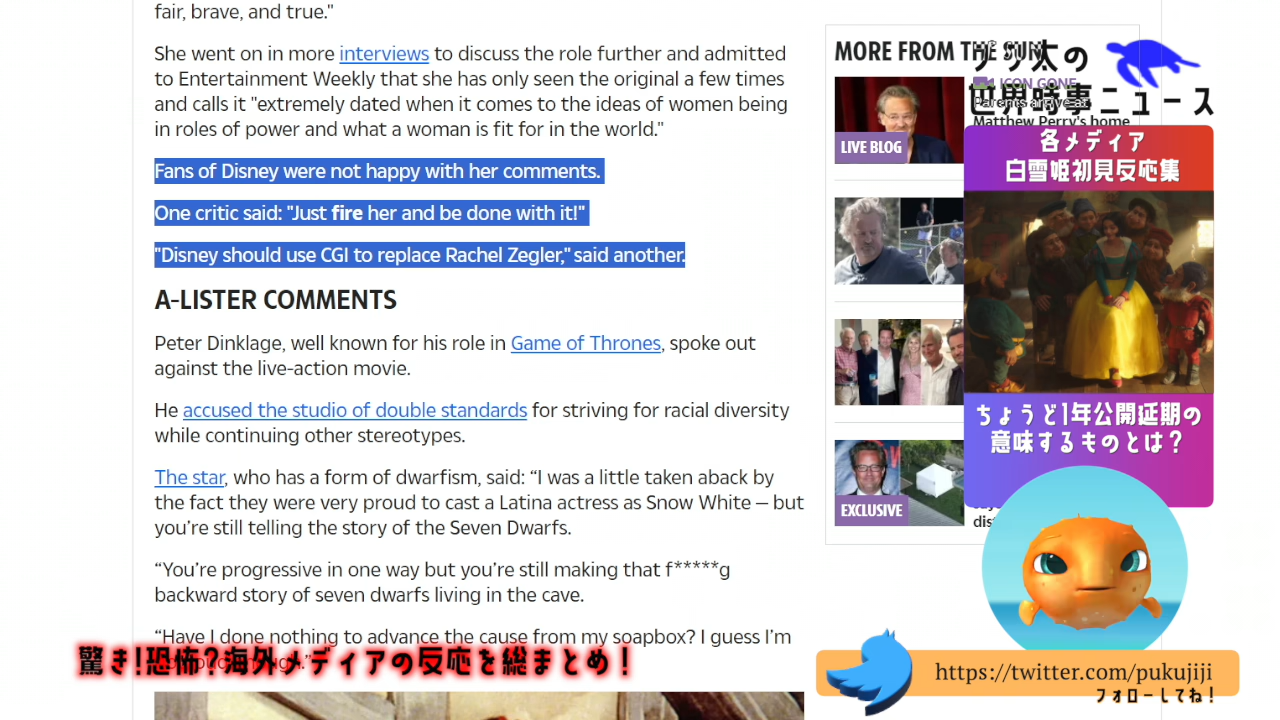 fair, brave, and true."
She went on in more interviews to discuss the role further and admitted
to Entertainment Weekly that she has only seen the original a few times
and calls it "extremely dated when it comes to the ideas of women being
in roles of power and what a woman is fit for in the world."
Fans of Disney were not happy with her comments.
One critic said: "Just fire her and be done with it!"
"Disney should use CGI to replace Rachel Zegler," said another.
A-LISTER COMMENTS
Peter Dinklage, well known for his role in Game of Thrones, spoke out
against the live-action movie.
He accused the studio of double standards for striving for racial diversity
while continuing other stereotypes.
The star, who has a form of dwarfism, said: “I was a little taken aback by
the fact they were very proud to cast a Latina actress as Snow White — but
you’re still telling the story of the Seven Dwarfs.
“You’re progressive in one way but you’re still making that f*****g
backward story of seven dwarfs living in the cave.
“Have I done nothing to advance the cause from my soapbox? I guess I’m
驚き!恐怖?海外メディアの反応を総まとめ!
MORE FROM THE SUN
ICON GONE
Parents arrive at
Matthew Perry's home
LIVE BLOG
EXCLUSIVE
プク太の
世界時事ニュース
各メディア
白雪姫初見反応集
ちょうど1年公開延期の
意味するものとは?
https://twitter.com/pukujiji
フォローしてね!